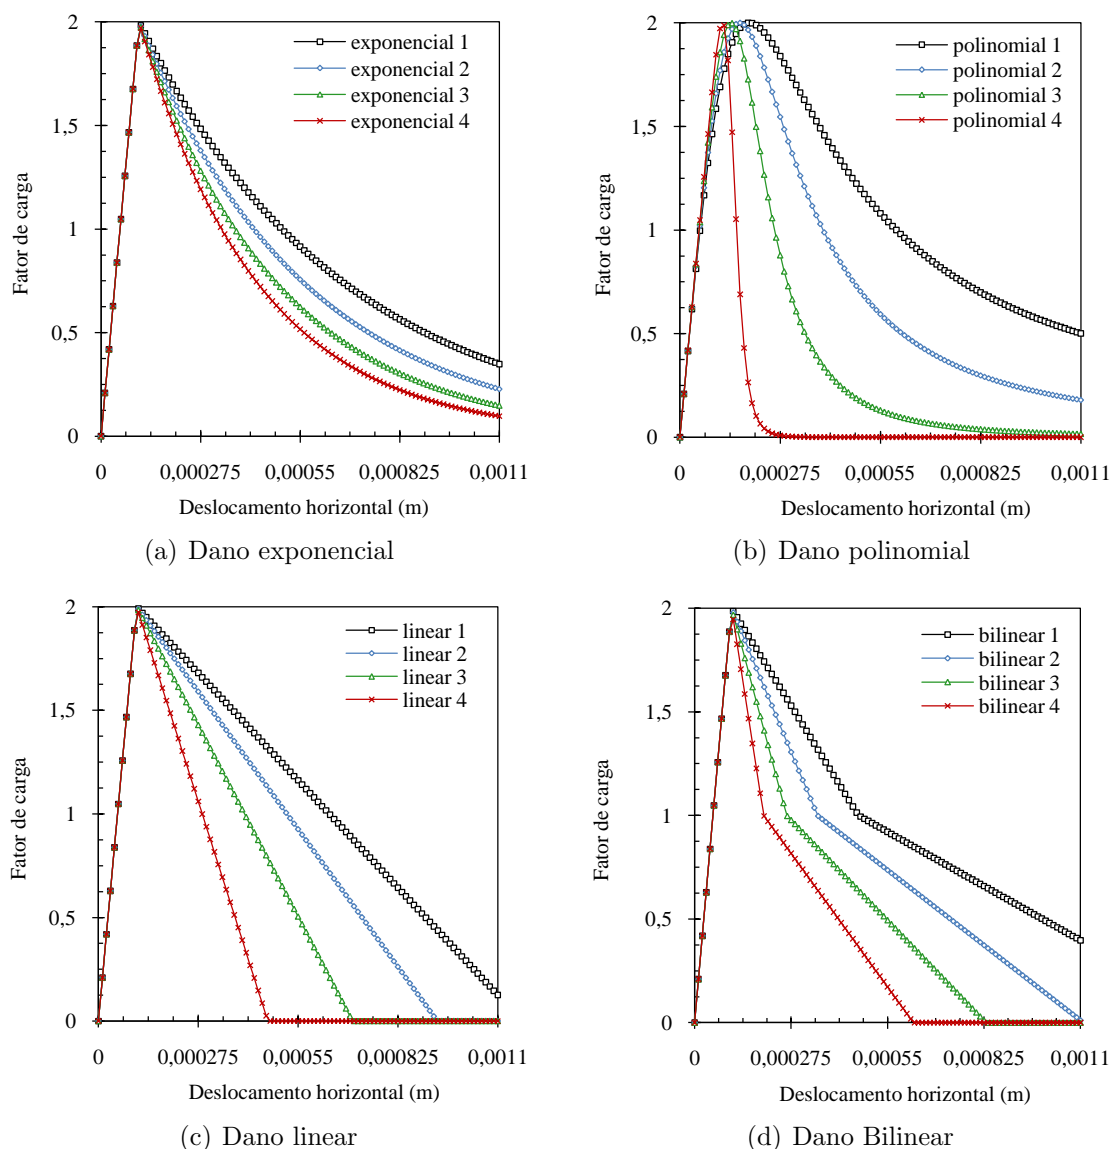 2
1,5
1
0,5
0
Fator de carga
exponencial 1
exponencial 2
exponencial 3
exponencial 4
0 0,000275 0,00055 0,000825 0,0011
Deslocamento horizontal (m)
(a) Dano exponencial
2
1,5
1
0,5
0
Fator de carga
polinomial 1
polinomial 2
polinomial 3
polinomial 4
0 0,000275 0,00055 0,000825 0,0011
Deslocamento horizontal (m)
(b) Dano polinomial
2
1,5
1
0,5
0
Fator de carga
linear 1
linear 2
linear 3
linear 4
0 0,000275 0,00055 0,000825 0,0011
Deslocamento horizontal (m)
(c) Dano linear
2
1,5
1
0,5
0
Fator de carga
bilinear 1
bilinear 2
bilinear 3
bilinear 4
0 0,000275 0,00055 0,000825 0,0011
Deslocamento horizontal (m)
(d) Dano Bilinear